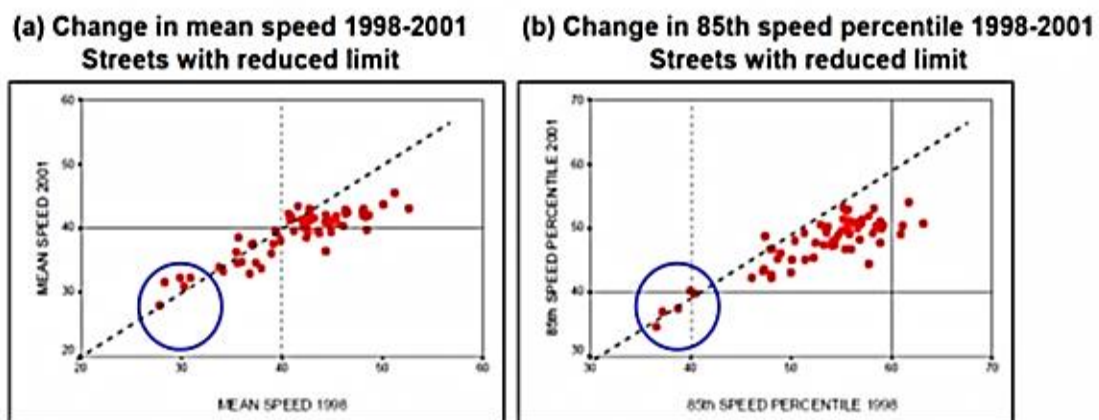 (a) Change in mean speed 1998-2001
Streets with reduced limit
60
50
40
30
20
20 30 40 50 60
MEAN SPEED 2001
MEAN SPEED 1998
(b) Change in 85th speed percentile 1998-2001
Streets with reduced limit
70
60
50
40
30
30 40 50 60 70
85th SPEED PERCENTILE 2001
85th SPEED PERCENTILE 1998